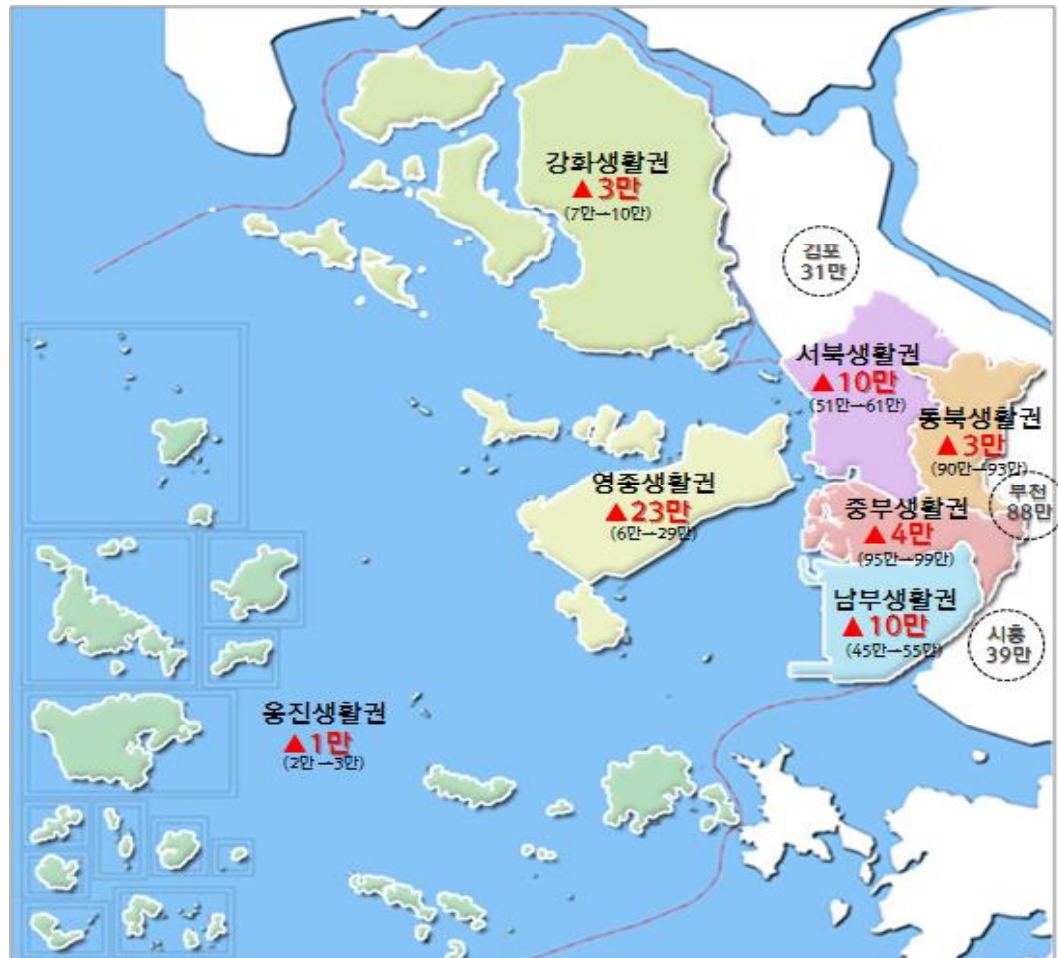 강화생활권
▲3만
(7만→10만)
김포
31만
서북생활권
▲10만
(51만→61만)
동북생활권
▲3만
(90만→93만)
영종생활권
▲23만
(6만→29만)
부천
88만
중부생활권
▲4만
(95만→99만)
남부생활권
▲10만
(45만→55만)
시흥
39만
옹진생활권
▲1만
(2만→3만)